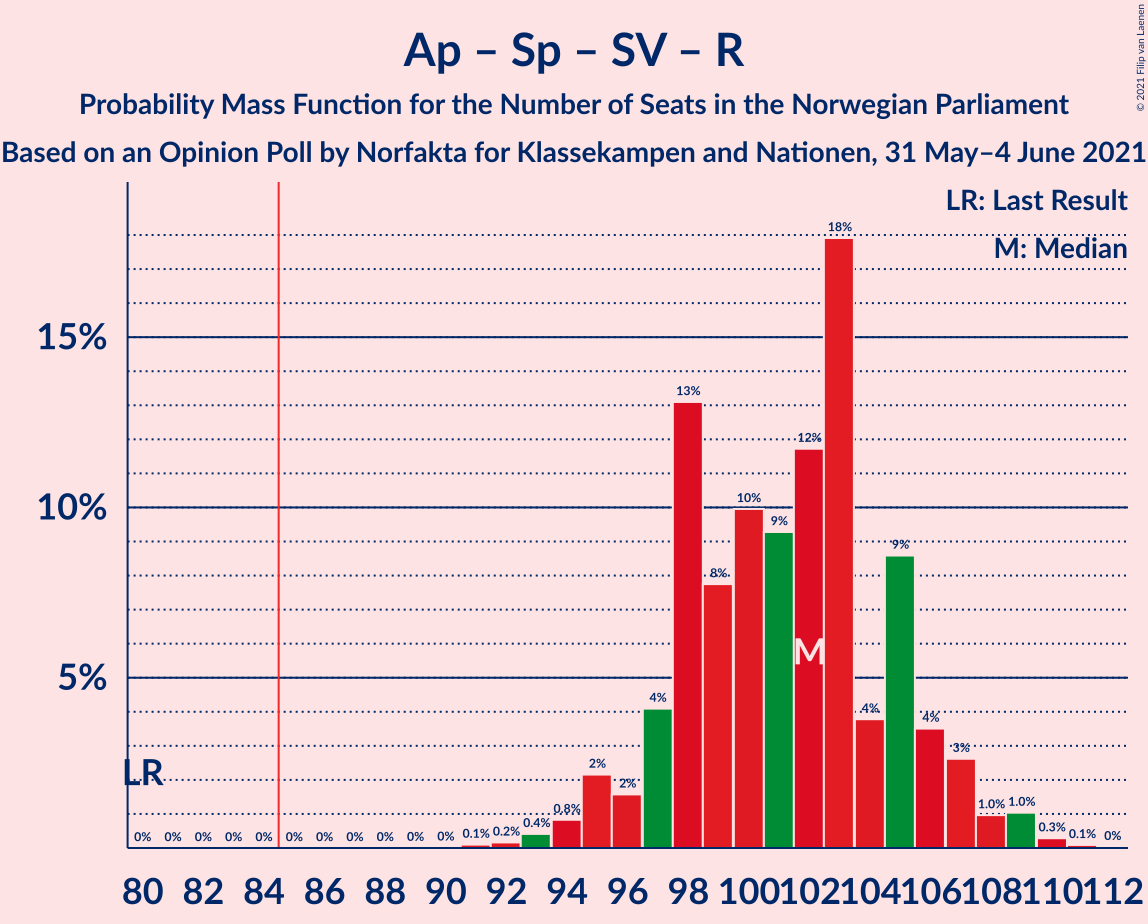 Ap – Sp – SV – R
Probability Mass Function for the Number of Seats in the Norwegian Parliament
Based on an Opinion Poll by Norfakta for Klassekampen and Nationen, 31 May–4 June 2021
© 2021 Filip van Laenen
LR: Last Result
M: Median
15%
10%
5%
LR
M
0% 0% 0% 0% 0% 0% 0% 0% 0% 0% 0% 0.1% 0.2% 0.4% 0.8% 2% 2% 4% 13% 8% 10% 9% 12% 18% 4% 9% 4% 3% 1.0% 1.0% 0.3% 0.1% 0%
80 82 84 86 88 90 92 94 96 98 100 102 104 106 108 110 112